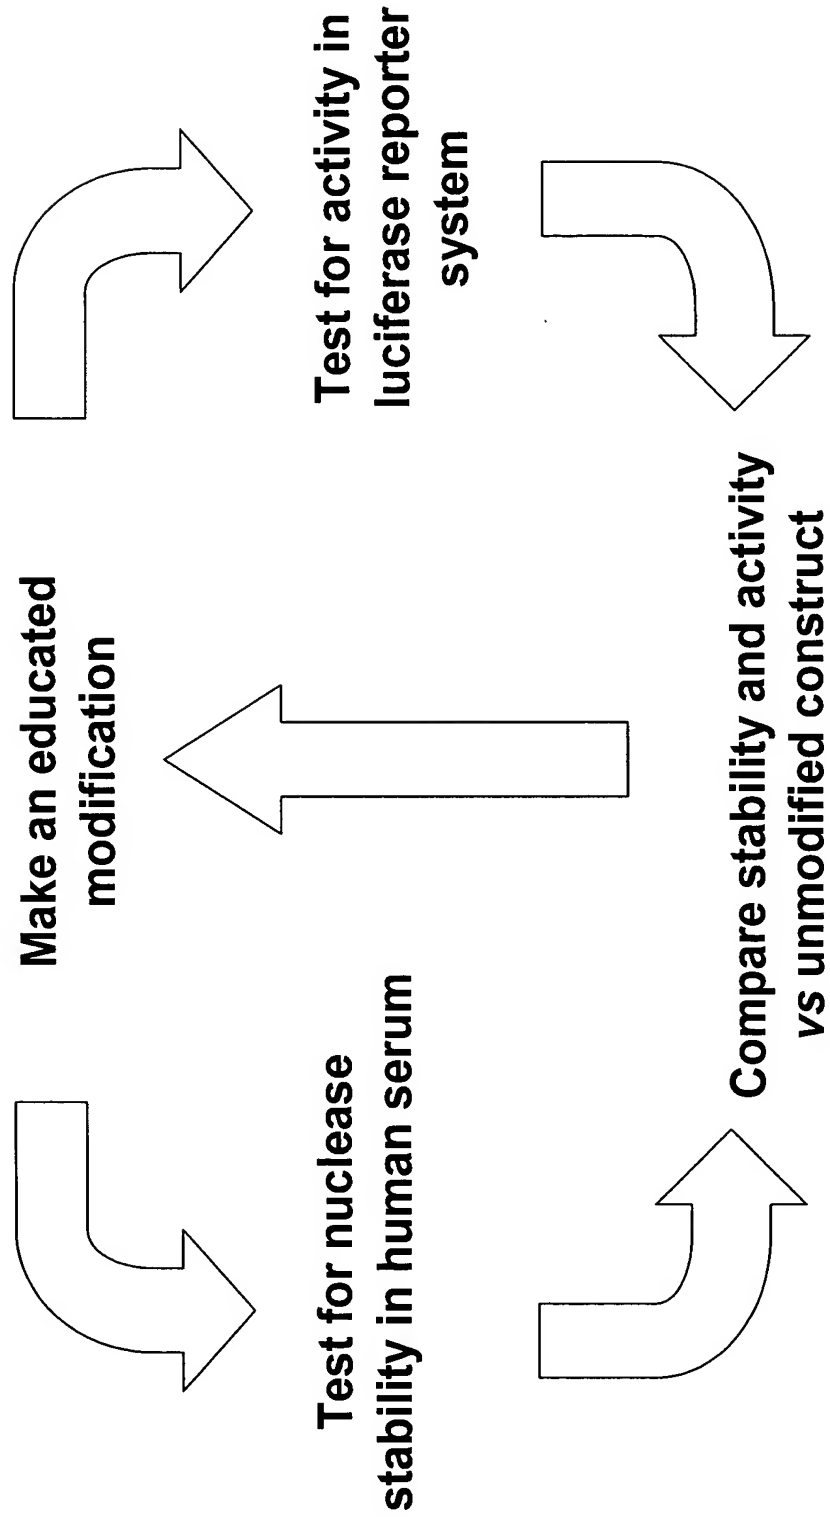 Make an educated
modification
Test for nuclease
stability in human serum
Test for activity in
luciferase reporter
system
Compare stability and activity
vs unmodified construct